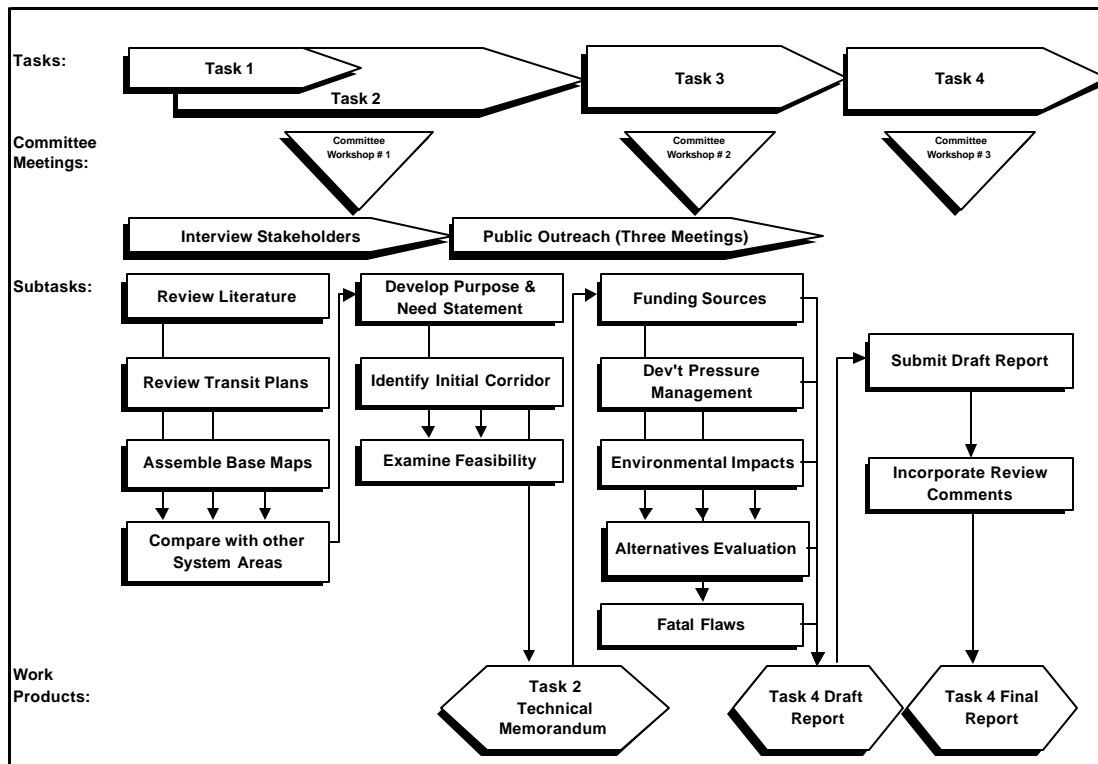 Tasks:
Task 1
Task 2
Task 3
Task 4
Committee
Meetings:
Committee
Workshop # 1
Committee
Workshop # 2
Committee
Workshop # 3
Interview Stakeholders
Public Outreach (Three Meetings)
Subtasks:
Review Literature
Review Transit Plans
Assemble Base Maps
Compare with other
System Areas
Develop Purpose &
Need Statement
Identify Initial Corridor
Examine Feasibility
Funding Sources
Dev't Pressure
Management
Environmental Impacts
Alternatives Evaluation
Fatal Flaws
Submit Draft Report
Incorporate Review
Comments
Work
Products:
Task 2
Technical
Memorandum
Task 4 Draft
Report
Task 4 Final
Report